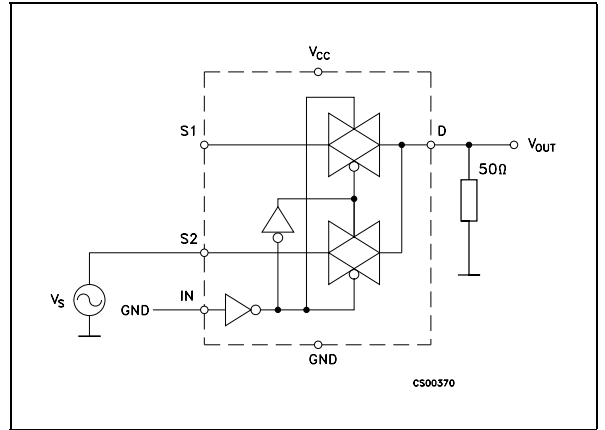 VCC
S1
D
VOUT
50Ω
S2
VS
GND
IN
GND
CS00370